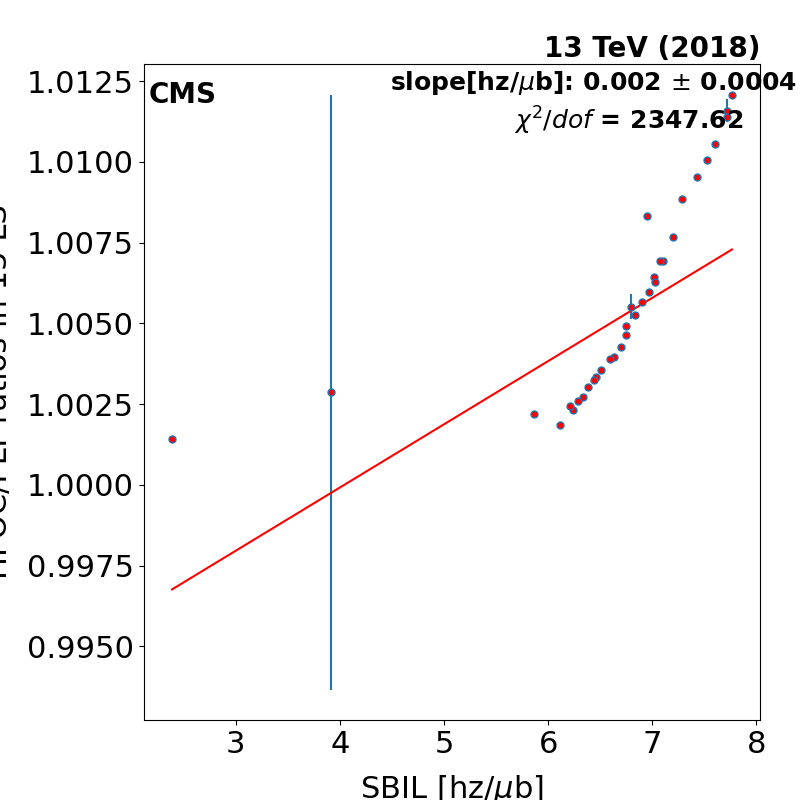 13 TeV (2018)
CMS
slope[hz/μb]: 0.002 ± 0.0004
χ²/dof = 2347.62
1.0125
1.0100
1.0075
1.0050
1.0025
1.0000
0.9975
0.9950
3 4 5 6 7 8
SBIL [hz/μb]